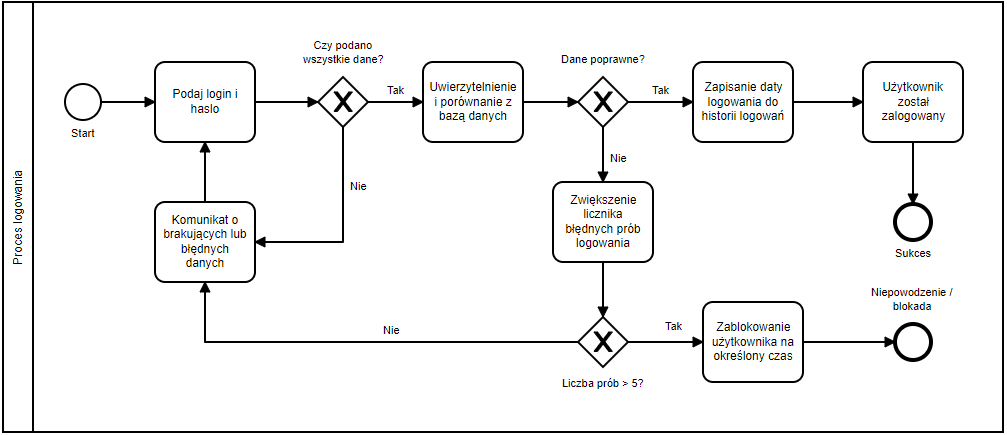 Proces logowania
Start
Podaj login i
haslo
Czy podano
wszystkie dane?
Tak
Nie
Uwierzytelnienie
i porównanie z
bazą danych
Dane poprawne?
Tak
Nie
Zapisanie daty
logowania do
historii logowań
Użytkownik
został
zalogowany
Sukces
Komunikat o
brakujących lub
błędnych
danych
Zwiększenie
licznika
błędnych prób
logowania
Nie
Liczba prób > 5?
Tak
Zablokowanie
użytkownika na
określony czas
Niepowodzenie /
blokada